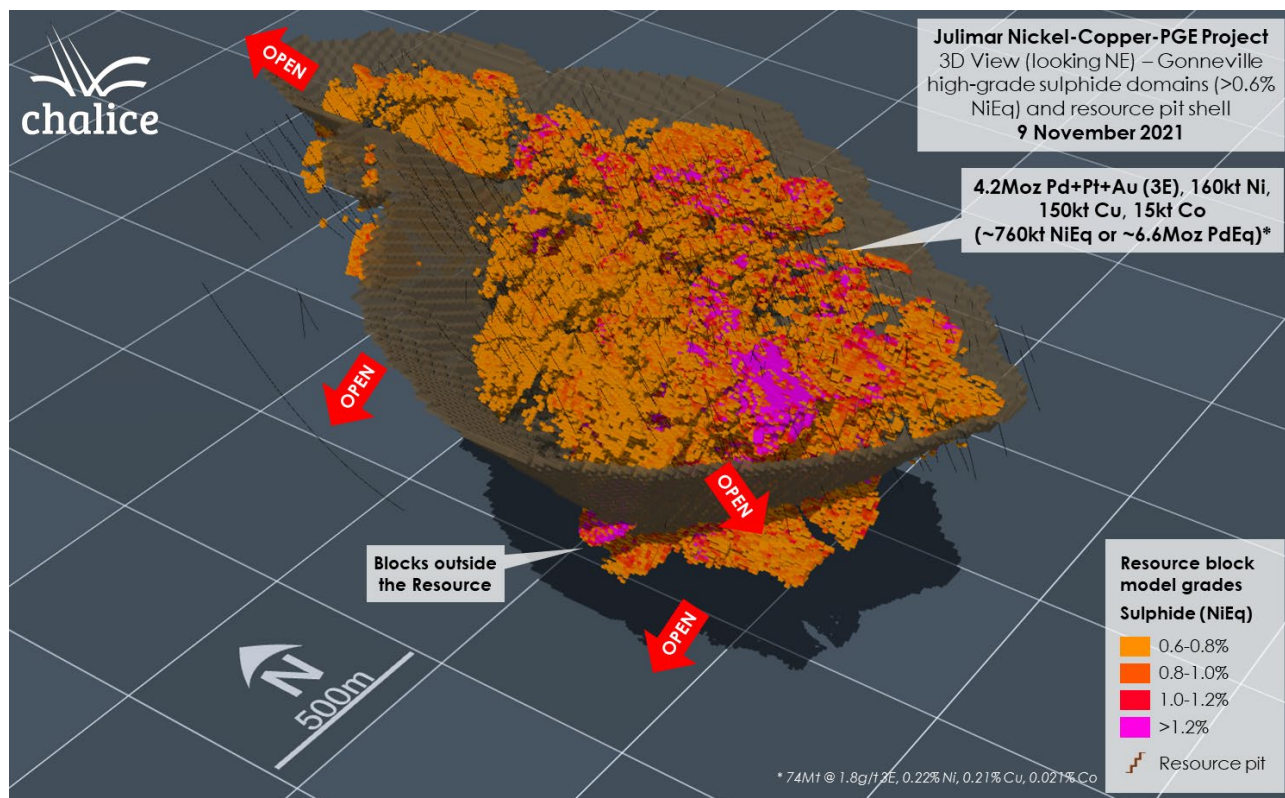 chalice
Julimar Nickel-Copper-PGE Project
3D View (looking NE) – Gonneville
high-grade sulphide domains (>0.6%
NiEq) and resource pit shell
9 November 2021
4.2Moz Pd+Pt+Au (3E), 160kt Ni,
150kt Cu, 15kt Co
(~760kt NiEq or ~6.6Moz PdEq)*
OPEN
OPEN
OPEN
OPEN
Blocks outside
the Resource
N
500m
Resource block
model grades
Sulphide (NiEq)
0.6-0.8%
0.8-1.0%
1.0-1.2%
>1.2%
Resource pit
* 74Mt @ 1.8g/t 3E, 0.22% Ni, 0.21% Cu, 0.021% Co